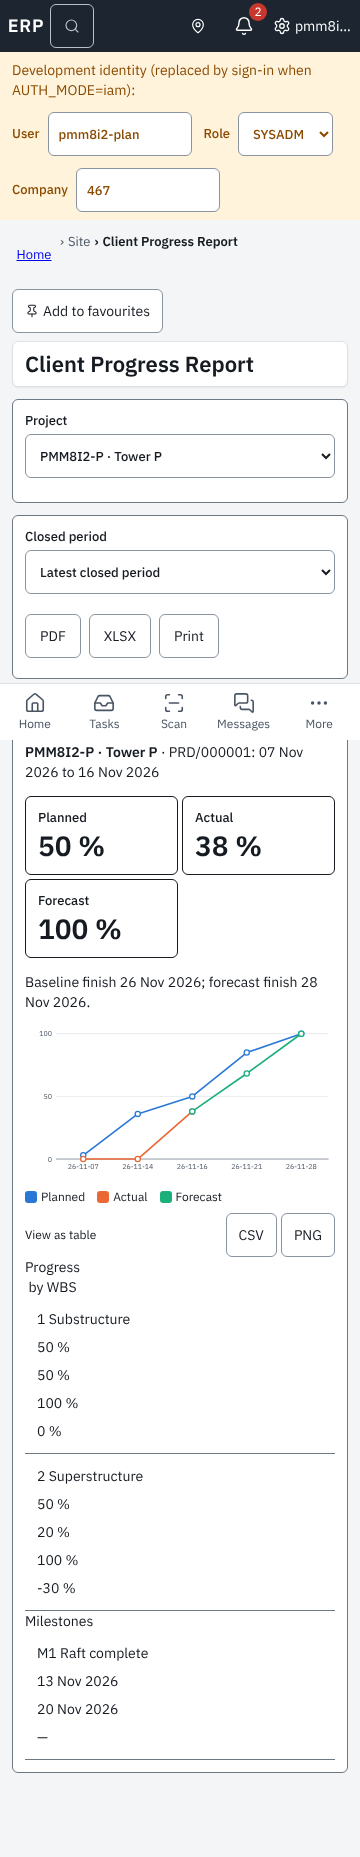 ERP
2
pmm8i...
Development identity (replaced by sign-in when
AUTH_MODE=iam):
User
pmm8i2-plan
Role
SYSADM
Company
467
Home
› Site › Client Progress Report
Add to favourites
Client Progress Report
Project
PMM8I2-P · Tower P
Closed period
Latest closed period
PDF
XLSX
Print
Home
Tasks
Scan
Messages
More
PMM8I2-P · Tower P · PRD/000001: 07 Nov
2026 to 16 Nov 2026
Planned
50 %
Actual
38 %
Forecast
100 %
Baseline finish 26 Nov 2026; forecast finish 28
Nov 2026.
100
50
0
26-11-07
26-11-14
26-11-16
26-11-21
26-11-28
Planned
Actual
Forecast
View as table
CSV
PNG
Progress
by WBS
1 Substructure
50 %
50 %
100 %
0 %
2 Superstructure
50 %
20 %
100 %
-30 %
Milestones
M1 Raft complete
13 Nov 2026
20 Nov 2026
—